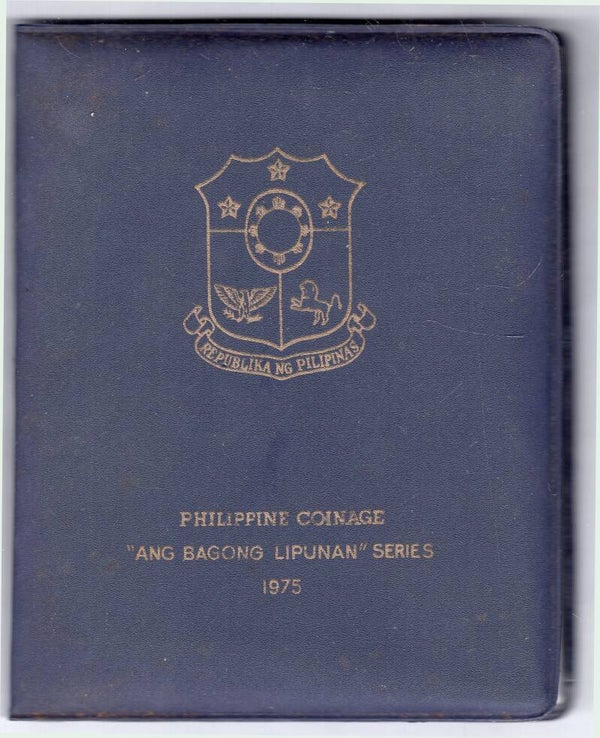 REPUBLIKA NG PILIPINAS
PHILIPPINE COINAGE
"ANG BAGONG LIPUNAN" SERIES
1975